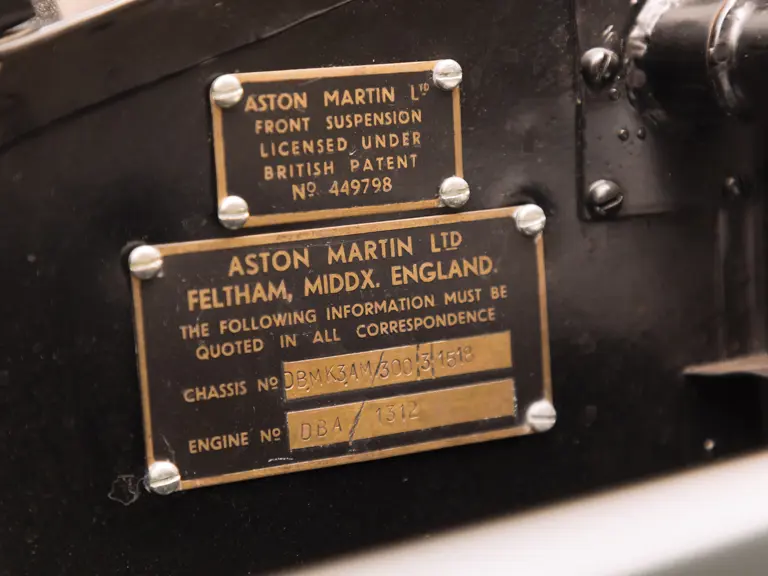 ASTON MARTIN LTD
FRONT SUSPENSION
LICENSED UNDER
BRITISH PATENT
Nº 449798
ASTON MARTIN LTD
FELTHAM, MIDDX. ENGLAND.
THE FOLLOWING INFORMATION MUST BE
QUOTED IN ALL CORRESPONDENCE
CHASSIS Nº DBMK3AM/300/3/1518
ENGINE Nº DBA/1312